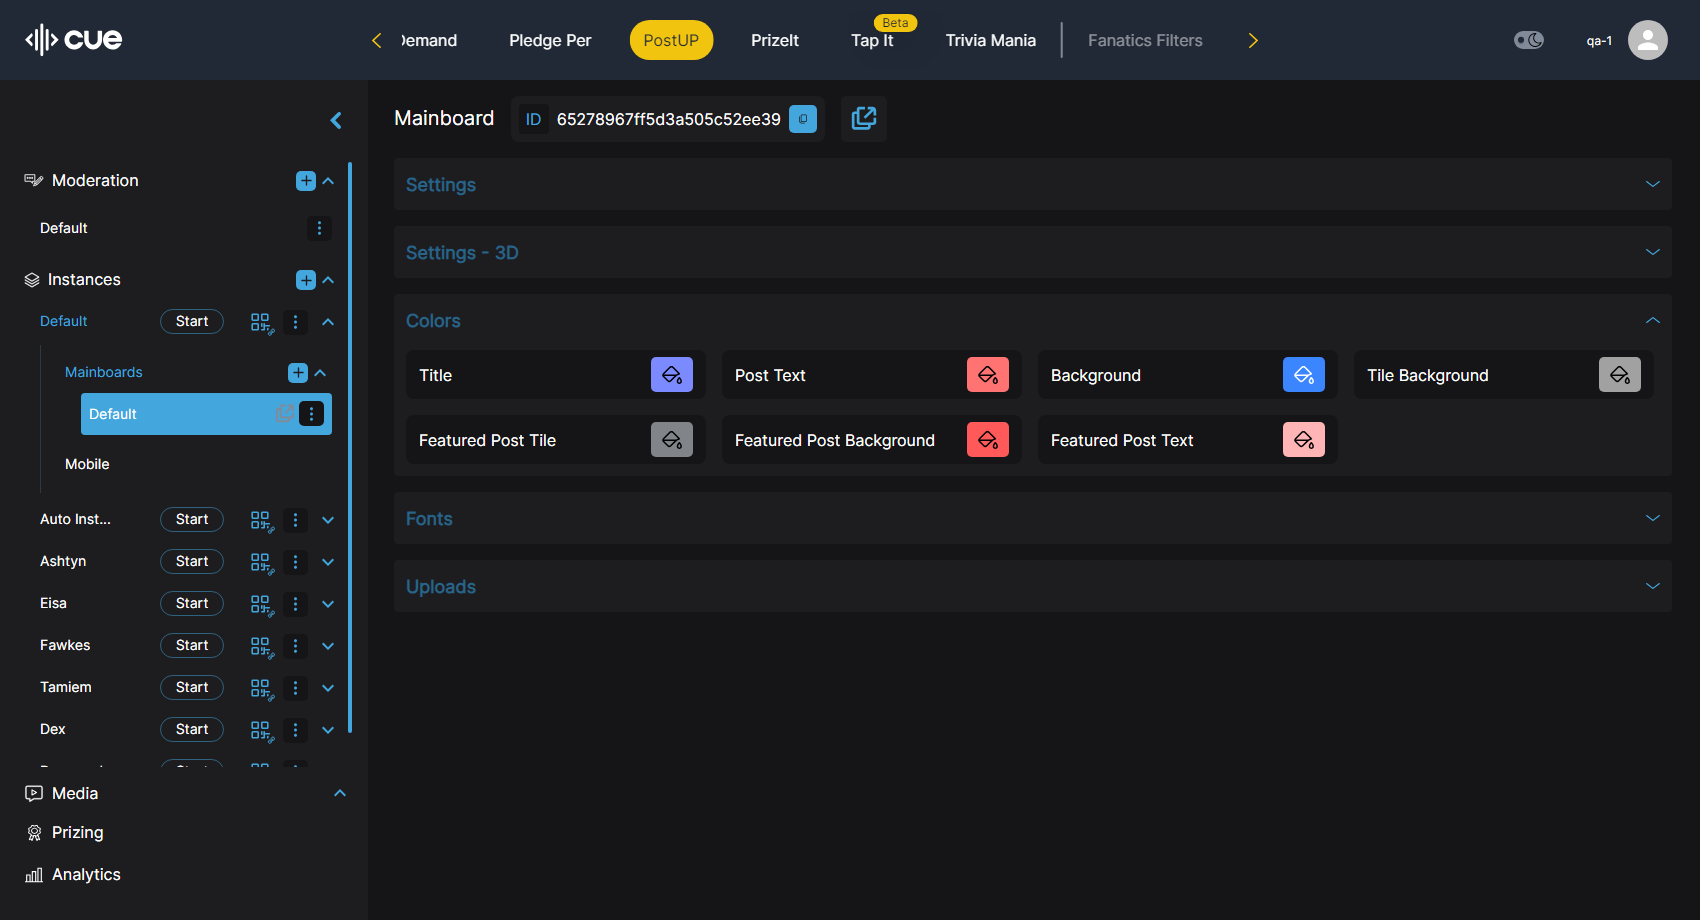 cue
Demand
Pledge Per
PostUP
PrizeIt
Beta
Tap It
Trivia Mania
Fanatics Filters
qa-1
Moderation
Default
Instances
Default Start
Mainboards
Default
Mobile
Auto Inst... Start
Ashtyn Start
Eisa Start
Fawkes Start
Tamiem Start
Dex Start
Media
Prizing
Analytics
Mainboard ID 65278967ff5d3a505c52ee39
Settings
Settings - 3D
Colors
Title Post Text Background Tile Background
Featured Post Tile Featured Post Background Featured Post Text
Fonts
Uploads